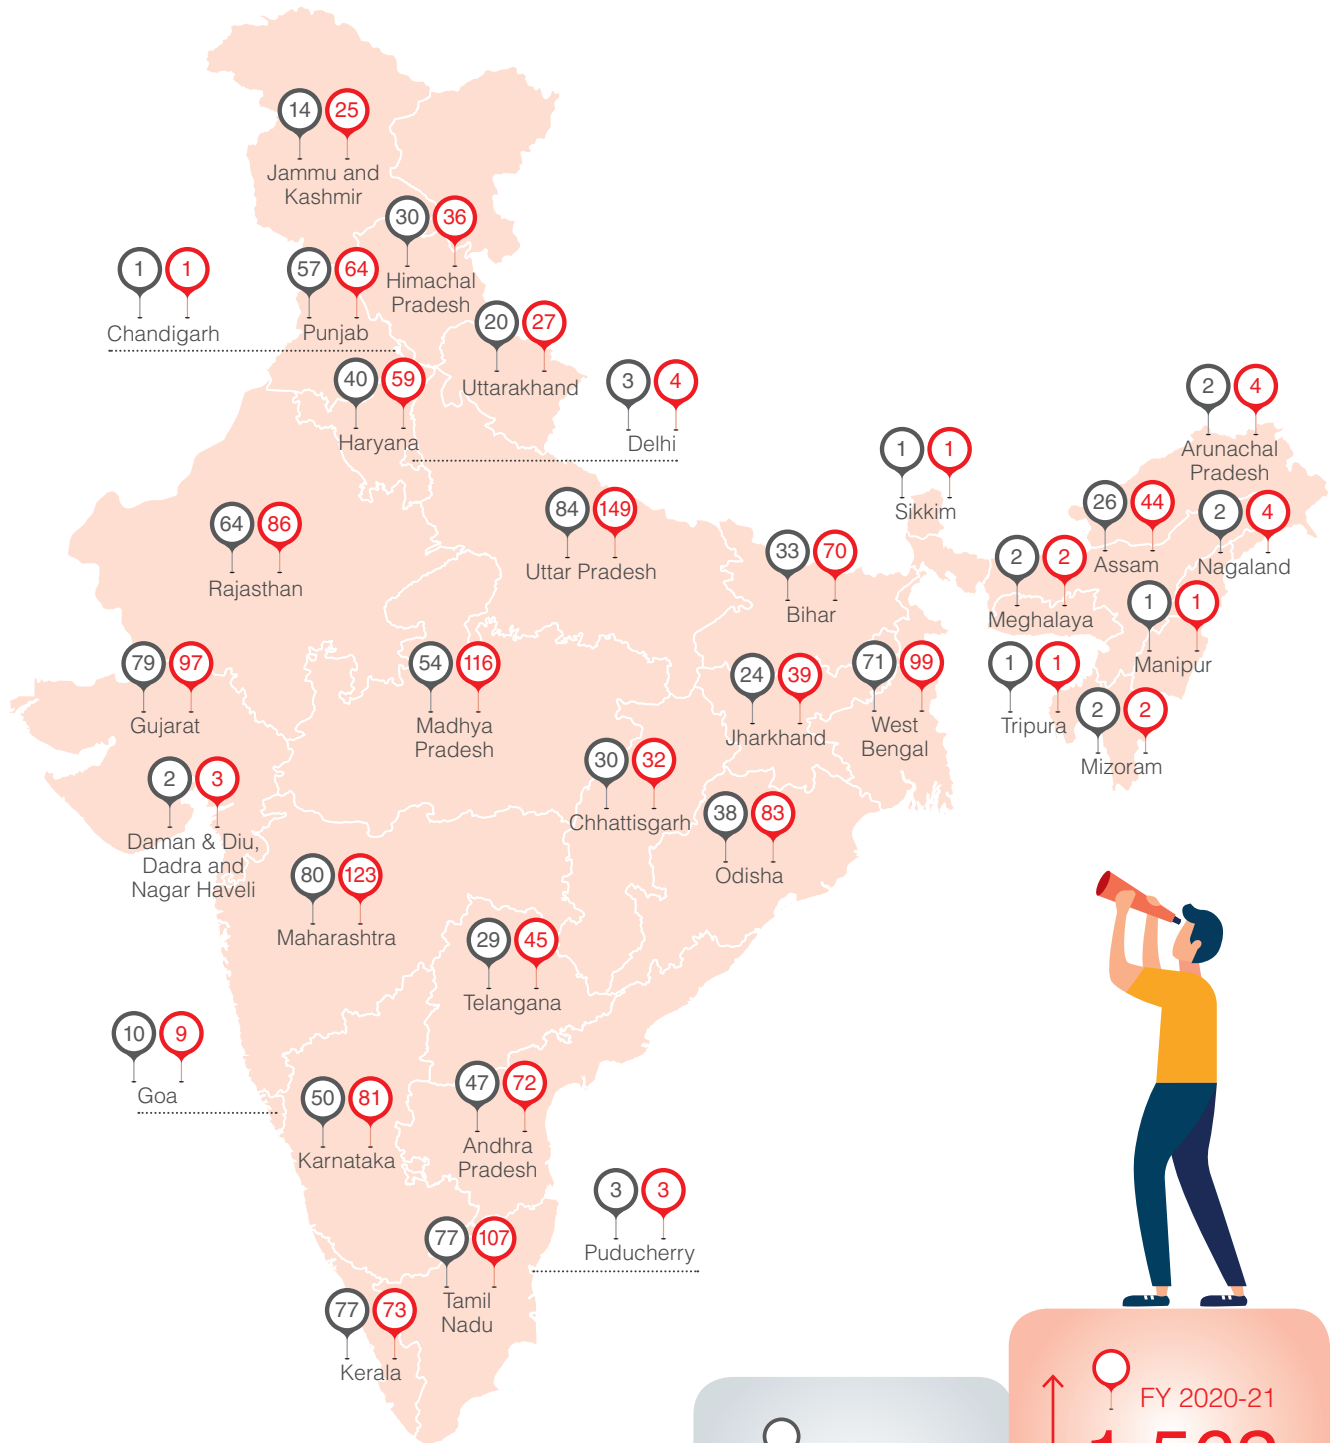 14 25
Jammu and
Kashmir
30 36
Himachal
Pradesh
1 1
Chandigarh
57 64
Punjab
20 27
Uttarakhand
40 59
Haryana
3 4
Delhi
2 4
Arunachal
Pradesh
1 1
Sikkim
26 44
Assam
2 4
Nagaland
64 86
Rajasthan
84 149
Uttar Pradesh
33 70
Bihar
2 2
Meghalaya
1 1
Manipur
79 97
Gujarat
54 116
Madhya
Pradesh
24 39
Jharkhand
71 99
West
Bengal
1 1
Tripura
2 2
Mizoram
2 3
Daman & Diu,
Dadra and
Nagar Haveli
30 32
Chhattisgarh
38 83
Odisha
80 123
Maharashtra
29 45
Telangana
10 9
Goa
50 81
Karnataka
47 72
Andhra
Pradesh
3 3
Puducherry
77 107
Tamil
Nadu
77 73
Kerala
FY 2020-21